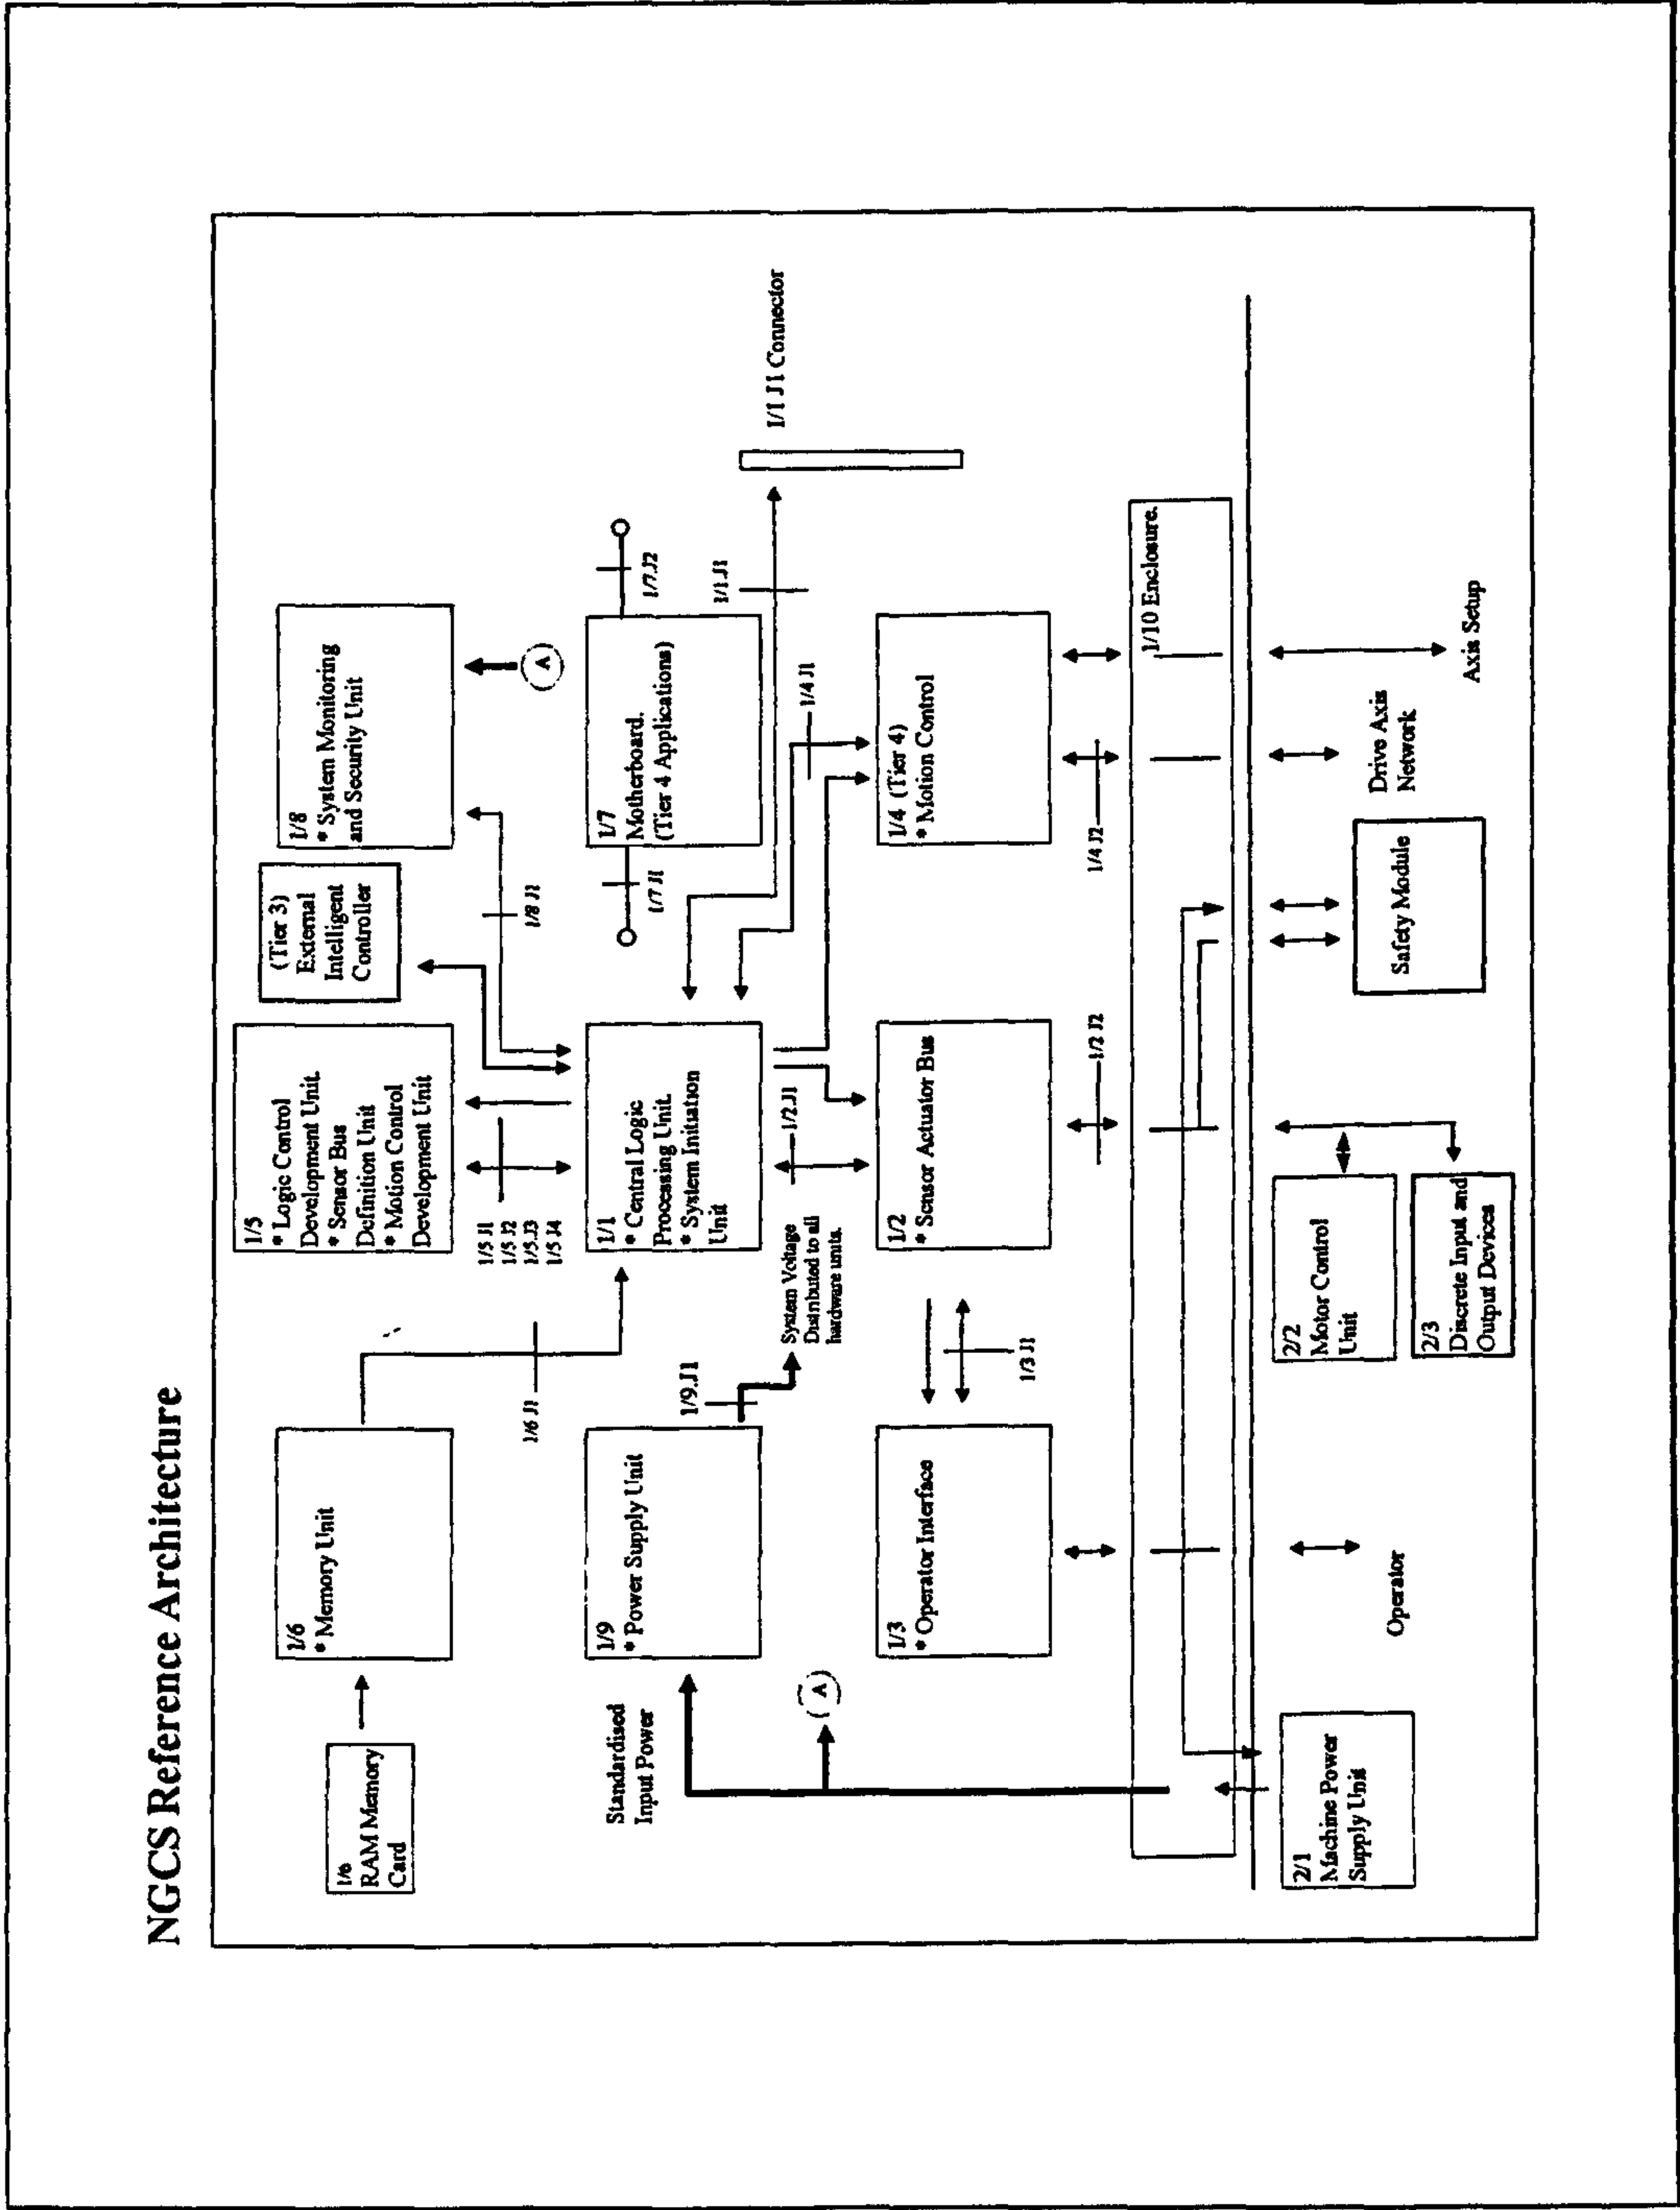 NGCS Reference Architecture
1/6
RAM Memory
Card
1/6
* Memory Unit
1/6 J1
1/5
* Logic Control
Development Unit.
* Sensor Bus
Definition Unit
* Motion Control
Development Unit
1/5 J1
1/5 J2
1/5.J3
1/5 J4
(Tier 3)
External
Intelligent
Controller
1/8
* System Monitoring
and Security Unit
1/8 J1
A
Standardised
Input Power
1/9
* Power Supply Unit
1/9.J1
System Voltage
Distributed to all
hardware units.
1/1
* Central Logic
Processing Unit.
* System Initiation
Unit
1/2.J1
1/7
Motherboard.
(Tier 4 Applications)
1/7 J1
1/7.J2
1/1.J1
1/1 J1 Connector
A
1/3
* Operator Interface
1/3 J1
1/2
* Sensor Actuator Bus
1/2 J2
1/4 J1
1/4 (Tier 4)
* Motion Control
1/4 J2
1/10 Enclosure.
2/1
Machine Power
Supply Unit
Operator
2/2
Motor Control
Unit
2/3
Discrete Input and
Output Devices
Safety Module
Drive Axis
Network
Axis Setup